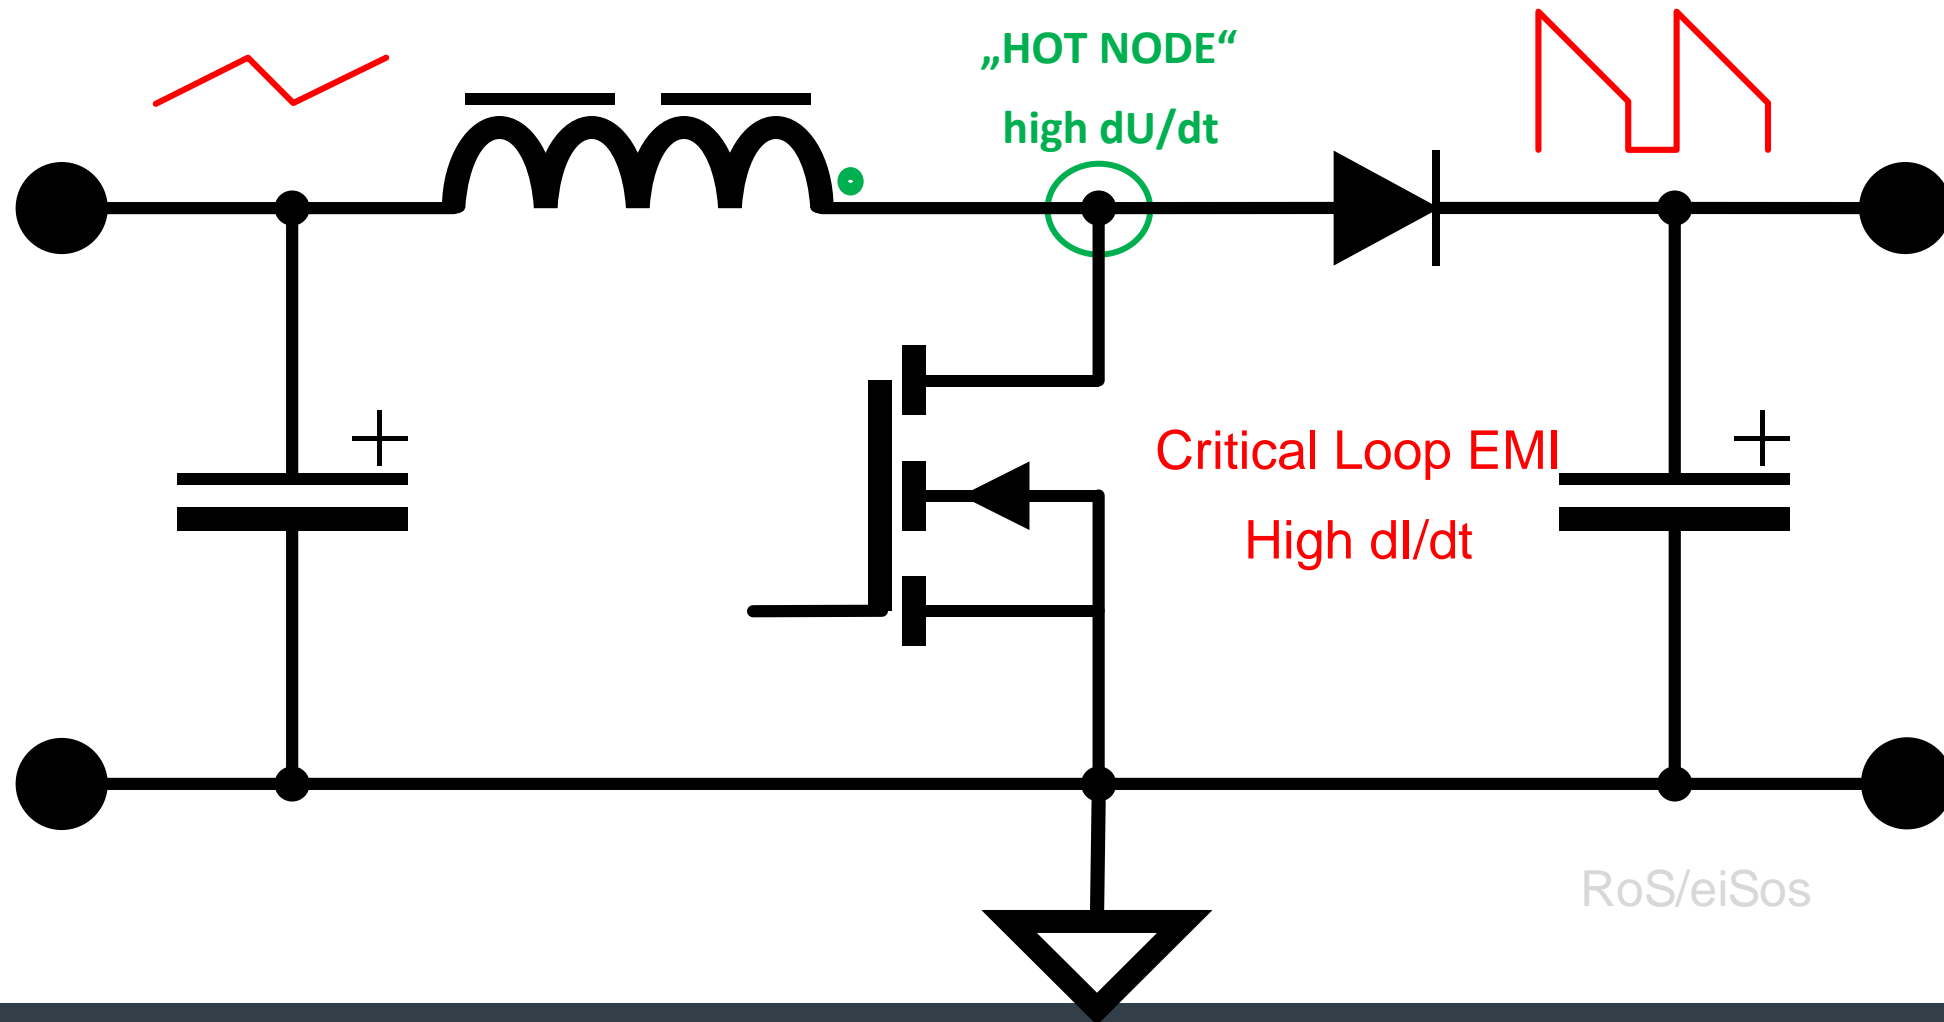 „HOT NODE“
high dU/dt
Critical Loop EMI
High dI/dt
RoS/eiSos